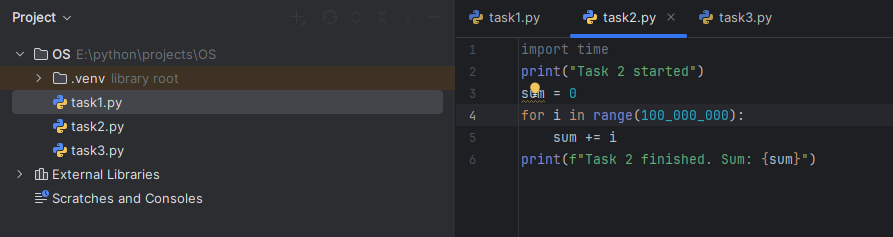 Project
OS E:\python\projects\OS
.venv library root
task1.py
task2.py
task3.py
External Libraries
Scratches and Consoles
task1.py task2.py task3.py
1 import time
2 print("Task 2 started")
3 sum = 0
4 for i in range(100_000_000):
5     sum += i
6 print(f"Task 2 finished. Sum: {sum}")